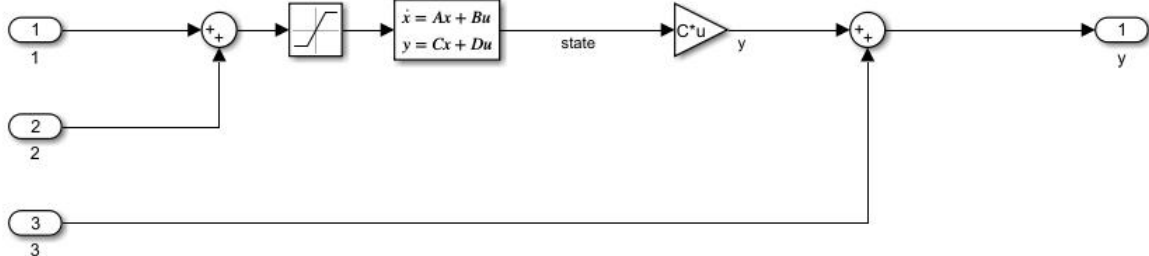 1
1
+
+
ẋ = Ax + Bu
y = Cx + Du
state
C*u
y
+
+
1
y
2
2
3
3